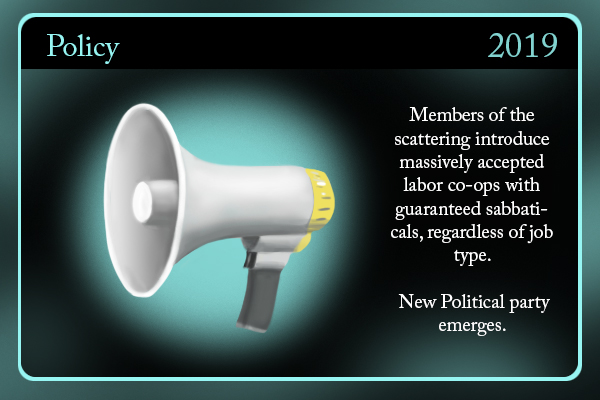 Policy
2019
Members of the
scattering introduce
massively accepted
labor co-ops with
guaranteed sabbati-
cals, regardless of job
type.
New Political party
emerges.